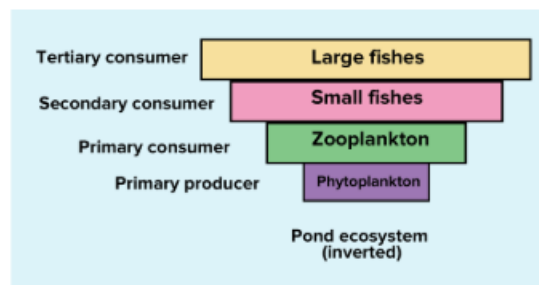 Tertiary consumer Large fishes
Secondary consumer Small fishes
Primary consumer Zooplankton
Primary producer Phytoplankton
Pond ecosystem
(inverted)